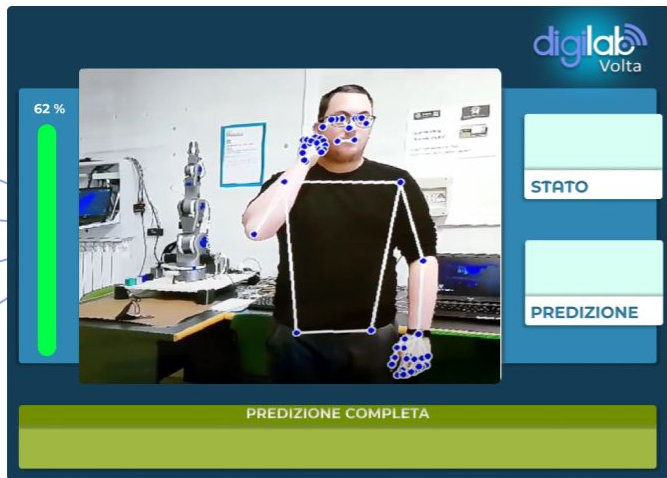 digilab
Volta
62 %
STATO
PREDIZIONE
PREDIZIONE COMPLETA